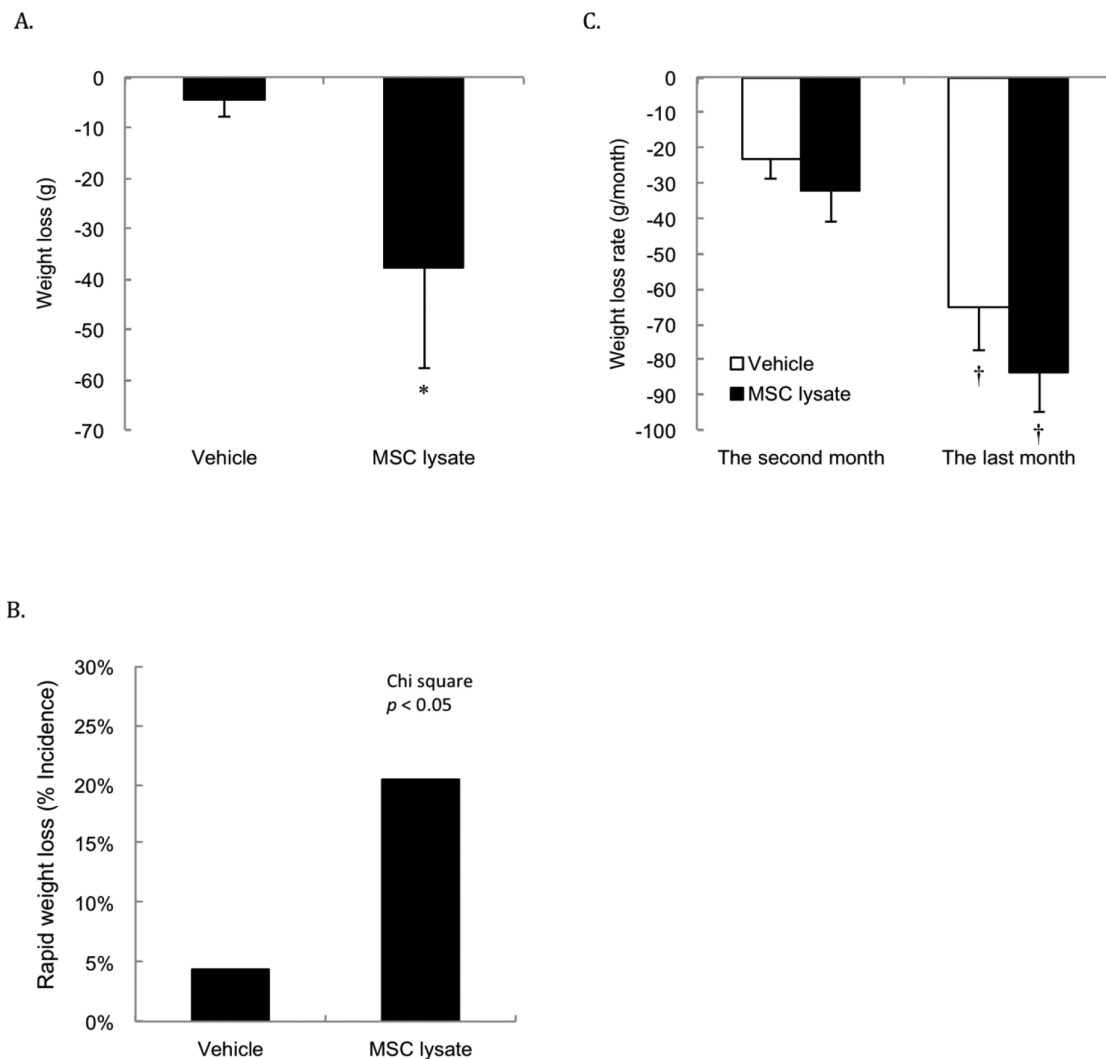 A.
0
-10
-20
-30
-40
-50
-60
-70
Weight loss (g)
*
Vehicle
MSC lysate
C.
0
-10
-20
-30
-40
-50
-60
-70
-80
-90
-100
Weight loss rate (g/month)
Vehicle
MSC lysate
†
†
The second month
The last month
B.
30%
25%
20%
15%
10%
5%
0%
Rapid weight loss (% Incidence)
Chi square
p < 0.05
Vehicle
MSC lysate